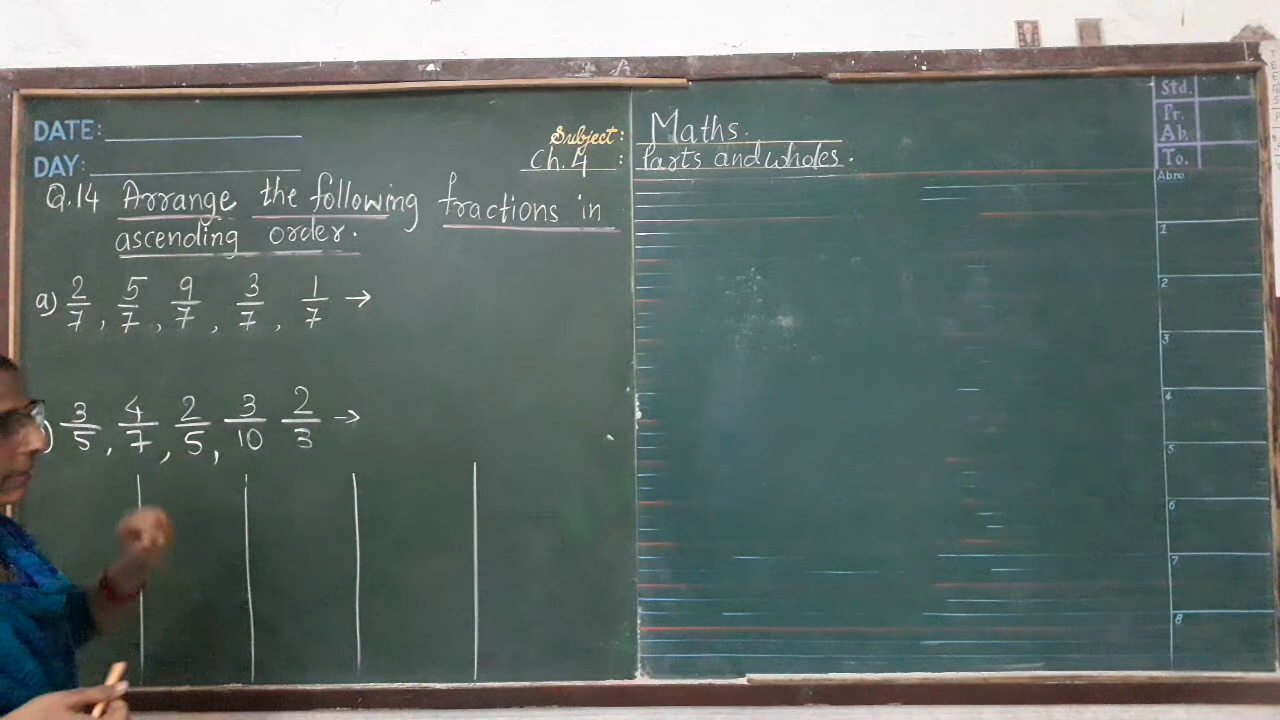 DATE:
DAY:
Subject: Maths.
Ch. 4 : Parts and wholes.
Q.14 Arrange the following fractions in
ascending order.
a) 2/7, 5/7, 9/7, 3/7, 1/7 →
) 3/5, 4/7, 2/5, 3/10 2/3 →
Std.
Pr.
Ab.
To.
Abno
1
2
3
4
5
6
7
8